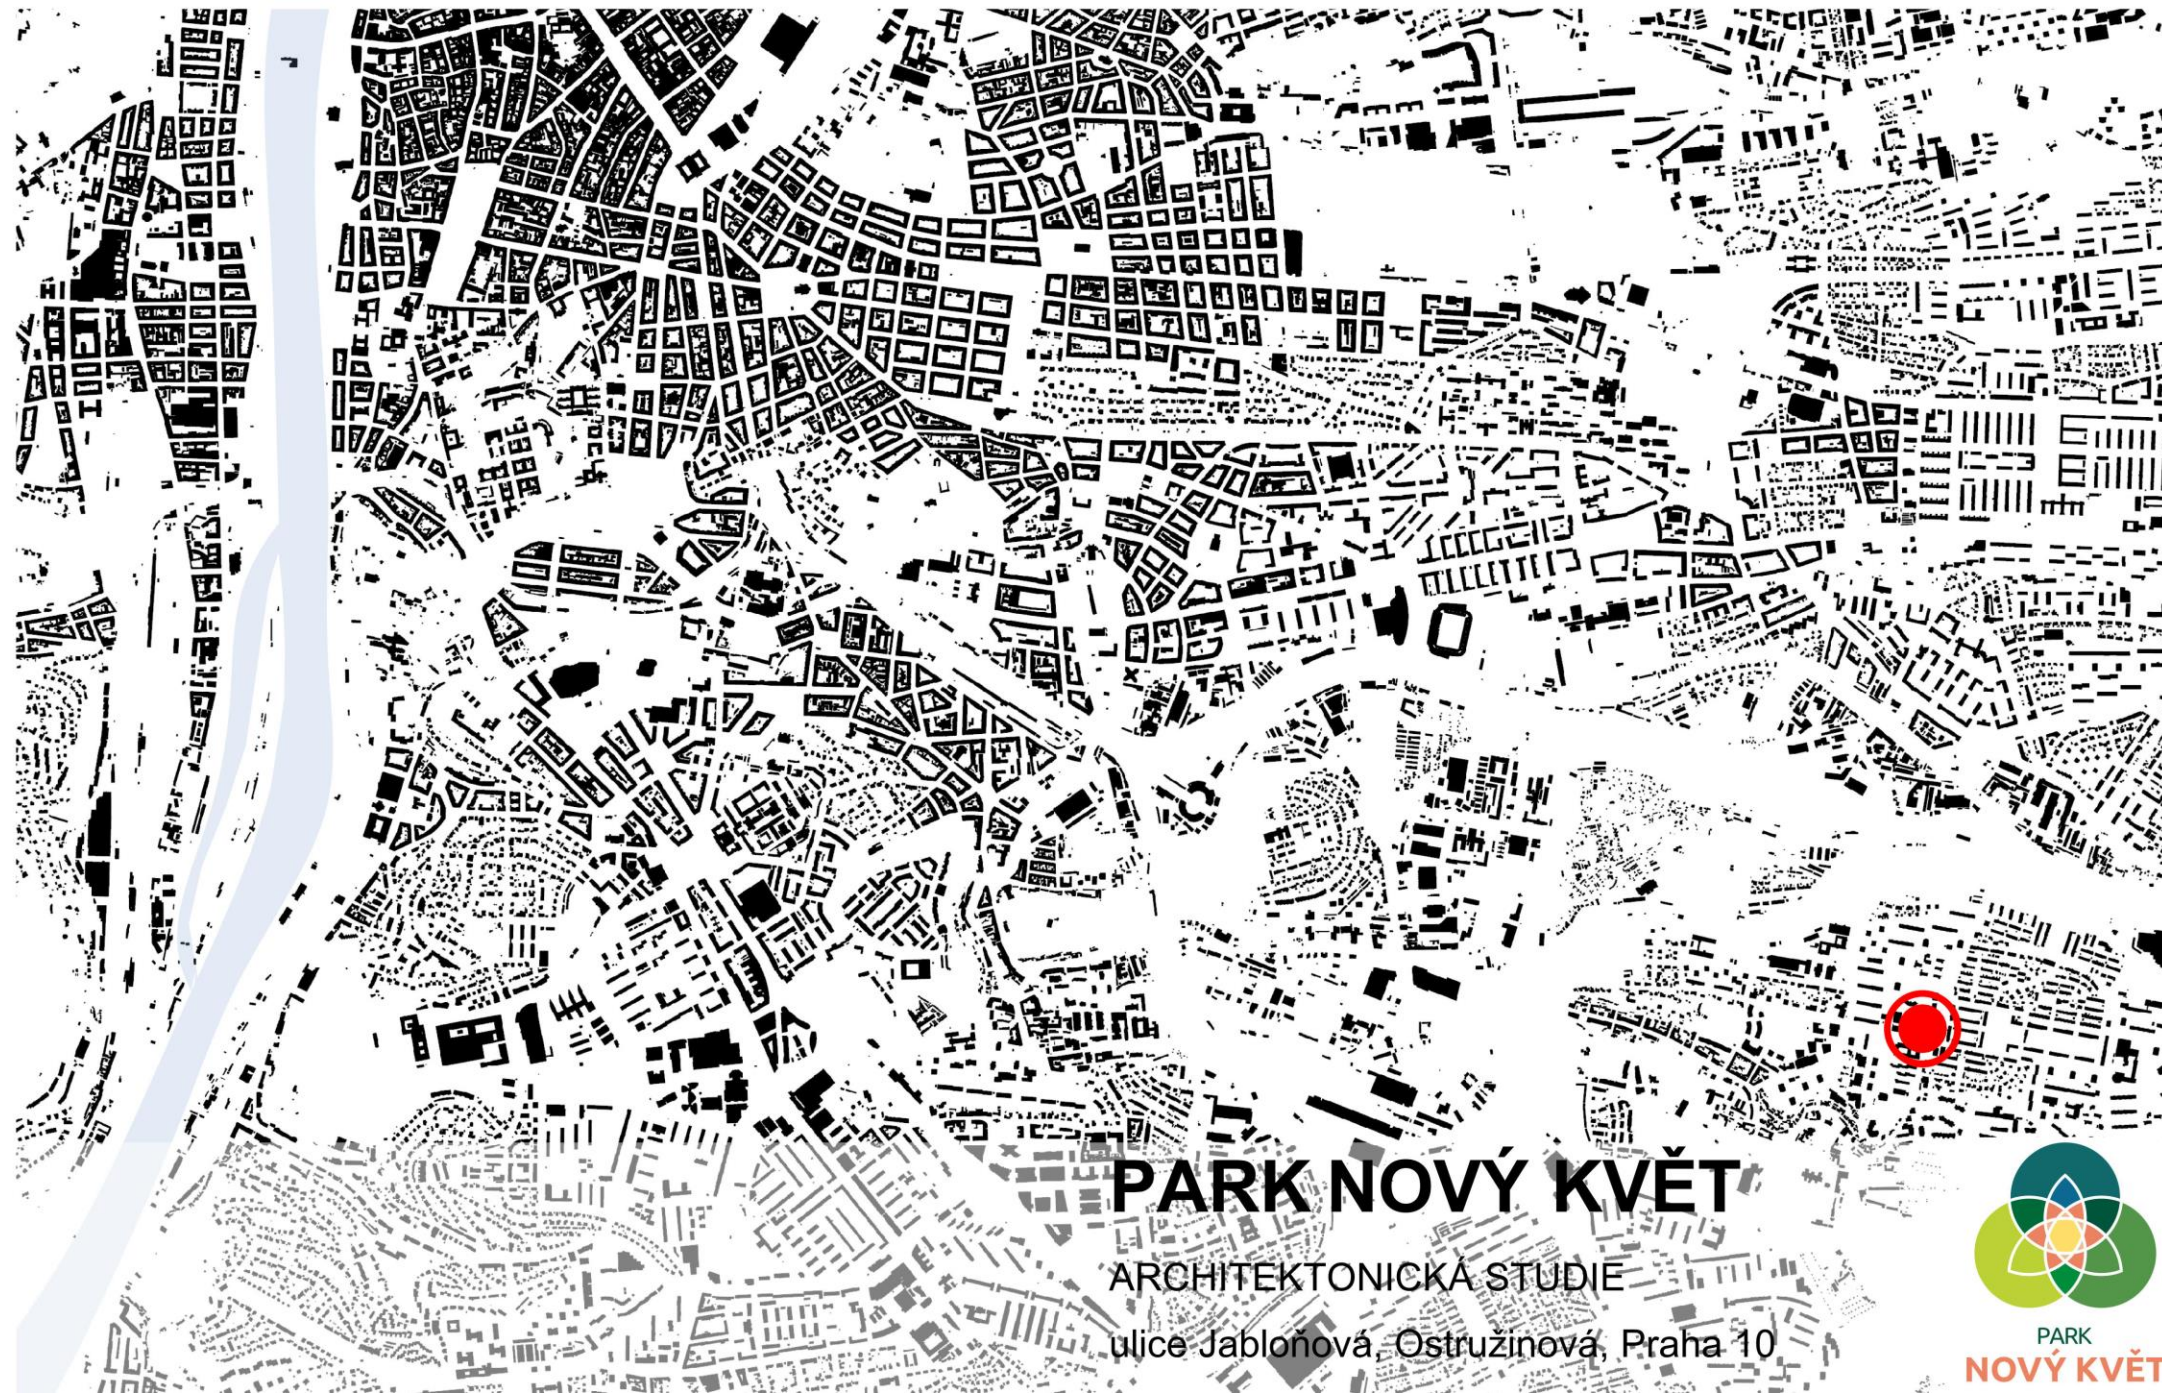 PARK NOVÝ KVĚT
ARCHITEKTONICKÁ STUDIE
ulice Jabloňová, Ostružinová, Praha 10
PARK
NOVÝ KVĚT